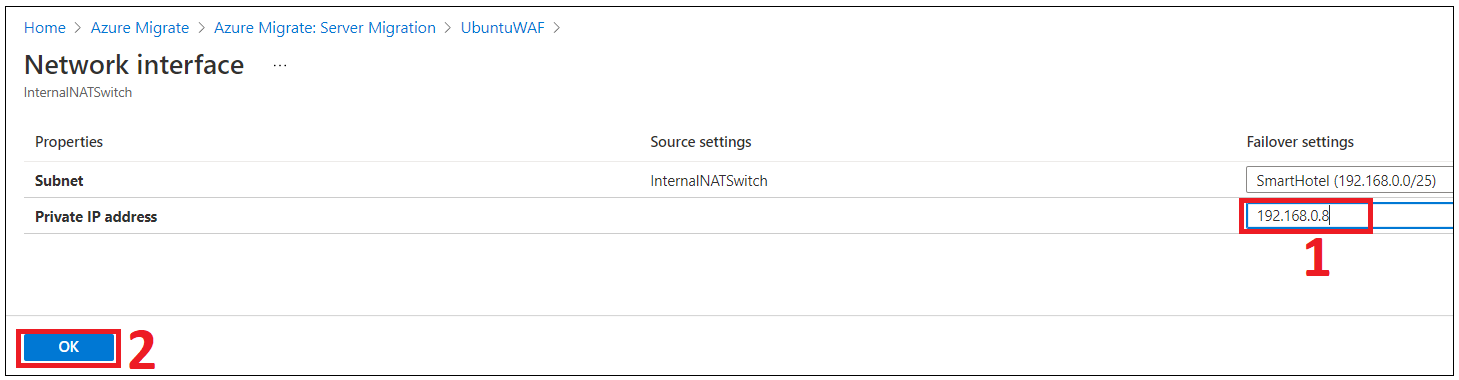 Home > Azure Migrate > Azure Migrate: Server Migration > UbuntuWAF >
Network interface ...
InternalNATSwitch
Properties Source settings Failover settings
Subnet InternalNATSwitch SmartHotel (192.168.0.0/25)
Private IP address 192.168.0.8
1
OK 2